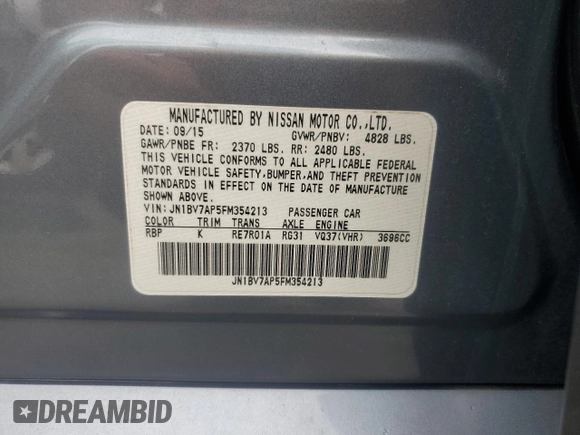 MANUFACTURED BY NISSAN MOTOR CO.,LTD.
DATE: 09/15 GVWR/PNBV: 4828 LBS.
GAWR/PNBE FR: 2370 LBS. RR: 2480 LBS.
THIS VEHICLE CONFORMS TO ALL APPLICABLE FEDERAL
MOTOR VEHICLE SAFETY,BUMPER,AND THEFT PREVENTION
STANDARDS IN EFFECT ON THE DATE OF MANUFACTURE
SHOWN ABOVE.
VIN: JN1BV7AP5FM354213 PASSENGER CAR
COLOR TRIM TRANS AXLE ENGINE
RBP K RE7R01A RG31 VQ37(VHR) 3696CC
JN1BV7AP5FM354213
DREAMBID